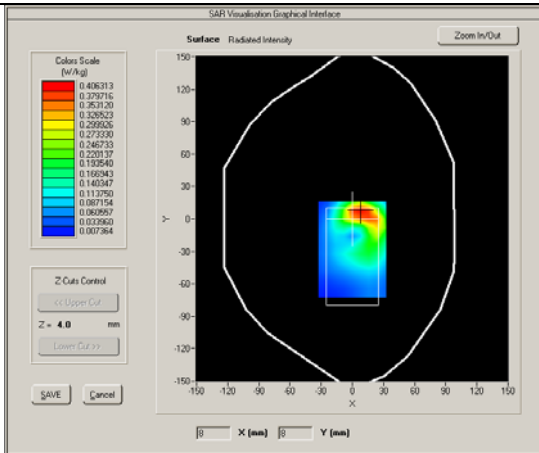 SAR Visualisation Graphical Interface
Surface Radiated Intensity
Zoom In/Out
Colors Scale
(W/kg)
0.406313
0.379716
0.353120
0.326523
0.299926
0.273330
0.246733
0.220137
0.193540
0.166943
0.140347
0.113750
0.087154
0.060557
0.033960
0.007364
Z-Cuts Control
<< Upper Cut
Z = 4.0 mm
Lower Cut >>
SAVE Cancel
150-
120-
90-
60-
30-
Y 0-
-30-
-60-
-90-
-120-
-150-
-150 -120 -90 -60 -30 0 30 60 90 120 150
X
8 X (mm) 8 Y (mm)